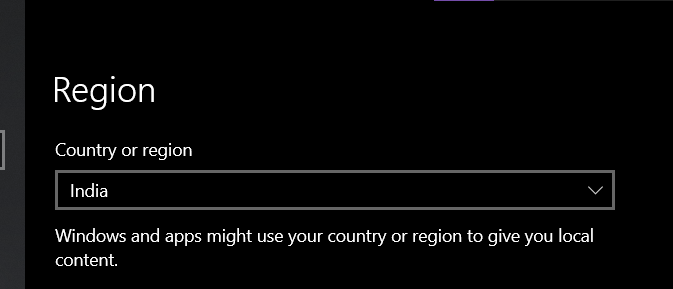 Region
Country or region
India
Windows and apps might use your country or region to give you local
content.